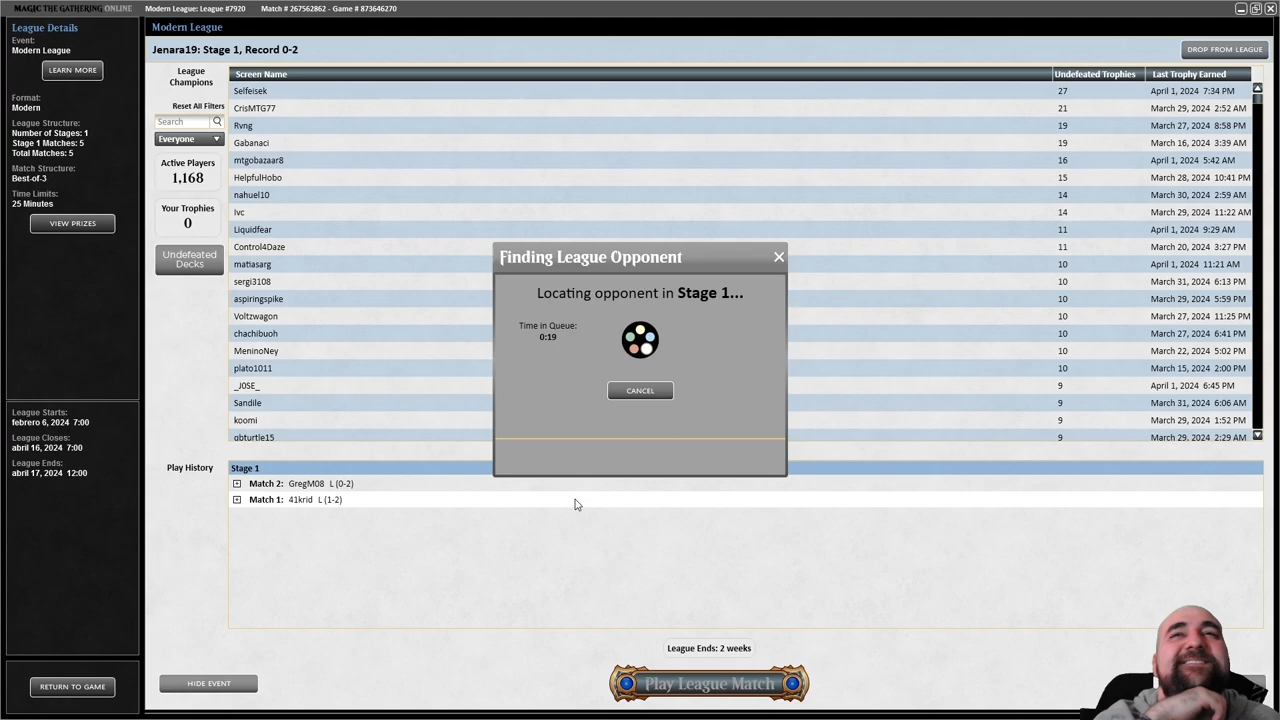 MAGIC THE GATHERING ONLINE
Modern League: League #7920
Match # 267562862 - Game # 873646270
League Details
Event:
Modern League
LEARN MORE
Format:
Modern
League Structure:
Number of Stages: 1
Stage 1 Matches: 5
Total Matches: 5
Match Structure:
Best-of-3
Time Limits:
25 Minutes
VIEW PRIZES
League Starts:
febrero 6, 2024 7:00
League Closes:
abril 16, 2024 7:00
League Ends:
abril 17, 2024 12:00
RETURN TO GAME
Modern League
Jenara19: Stage 1, Record 0-2
DROP FROM LEAGUE
League
Champions
Reset All Filters
Search
Everyone
Active Players
1,168
Your Trophies
0
Undefeated
Decks
Screen Name Undefeated Trophies Last Trophy Earned
Selfeisek 27 April 1, 2024 7:34 PM
CrisMTG77 21 March 29, 2024 2:52 AM
Rvng 19 March 27, 2024 8:58 PM
Gabanaci 19 March 16, 2024 3:39 AM
mtgobazaar8 16 April 1, 2024 5:42 AM
HelpfulHobo 15 March 28, 2024 10:41 PM
nahuel10 14 March 30, 2024 2:59 AM
lvc 14 March 29, 2024 11:22 AM
Liquidfear 11 April 1, 2024 9:29 AM
Control4Daze 11 March 20, 2024 3:27 PM
matiasarg 10 April 1, 2024 11:21 AM
sergi3108 10 March 31, 2024 6:13 PM
aspiringspike 10 March 29, 2024 5:59 PM
Voltzwagon 10 March 27, 2024 11:25 PM
chachibuoh 10 March 27, 2024 6:41 PM
MeninoNey 10 March 22, 2024 5:02 PM
plato1011 10 March 15, 2024 2:00 PM
_J0SE_ 9 April 1, 2024 6:45 PM
Sandile 9 March 31, 2024 6:06 AM
koomi 9 March 29, 2024 1:52 PM
qbturtle15 9 March 29, 2024 2:29 AM
Finding League Opponent
Locating opponent in Stage 1...
Time in Queue:
0:19
CANCEL
Play History
Stage 1
Match 2: GregM08 L (0-2)
Match 1: 41krid L (1-2)
League Ends: 2 weeks
HIDE EVENT
Play League Match